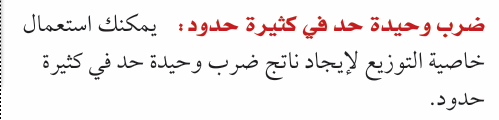 ضرب وحيدة حد في كثيرة حدود: يمكنك استعمال
خاصية التوزيع لإيجاد ناتج ضرب وحيدة حد في كثيرة
حدود.